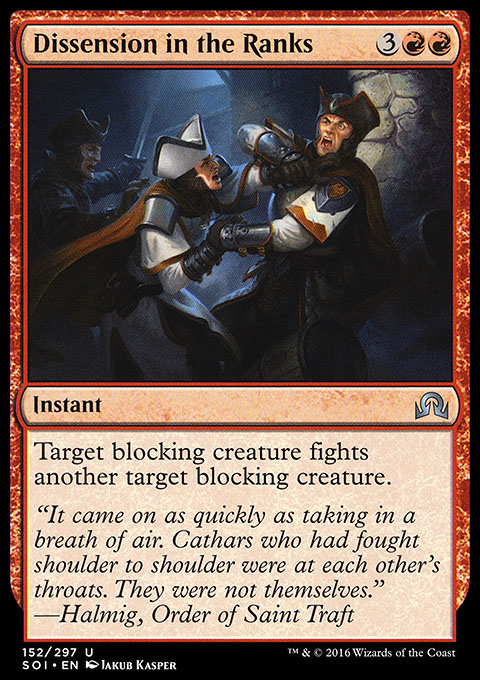 Dissension in the Ranks 3
Instant
Target blocking creature fights
another target blocking creature.
“It came on as quickly as taking in a
breath of air. Cathars who had fought
shoulder to shoulder were at each other’s
throats. They were not themselves.”
—Halmig, Order of Saint Traft
152/297 U
SOI • EN Jakub Kasper
™ & © 2016 Wizards of the Coast